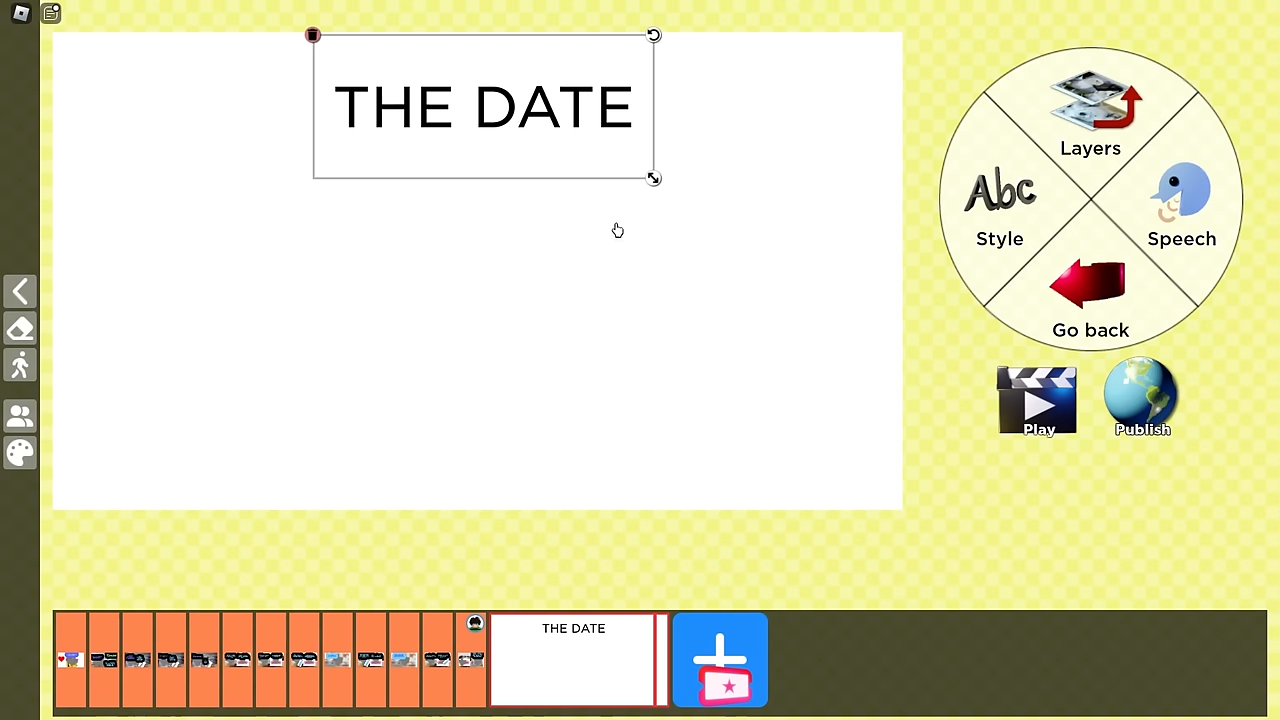 THE DATE
Layers
Abc
Style
Speech
Go back
Play
Publish
THE DATE